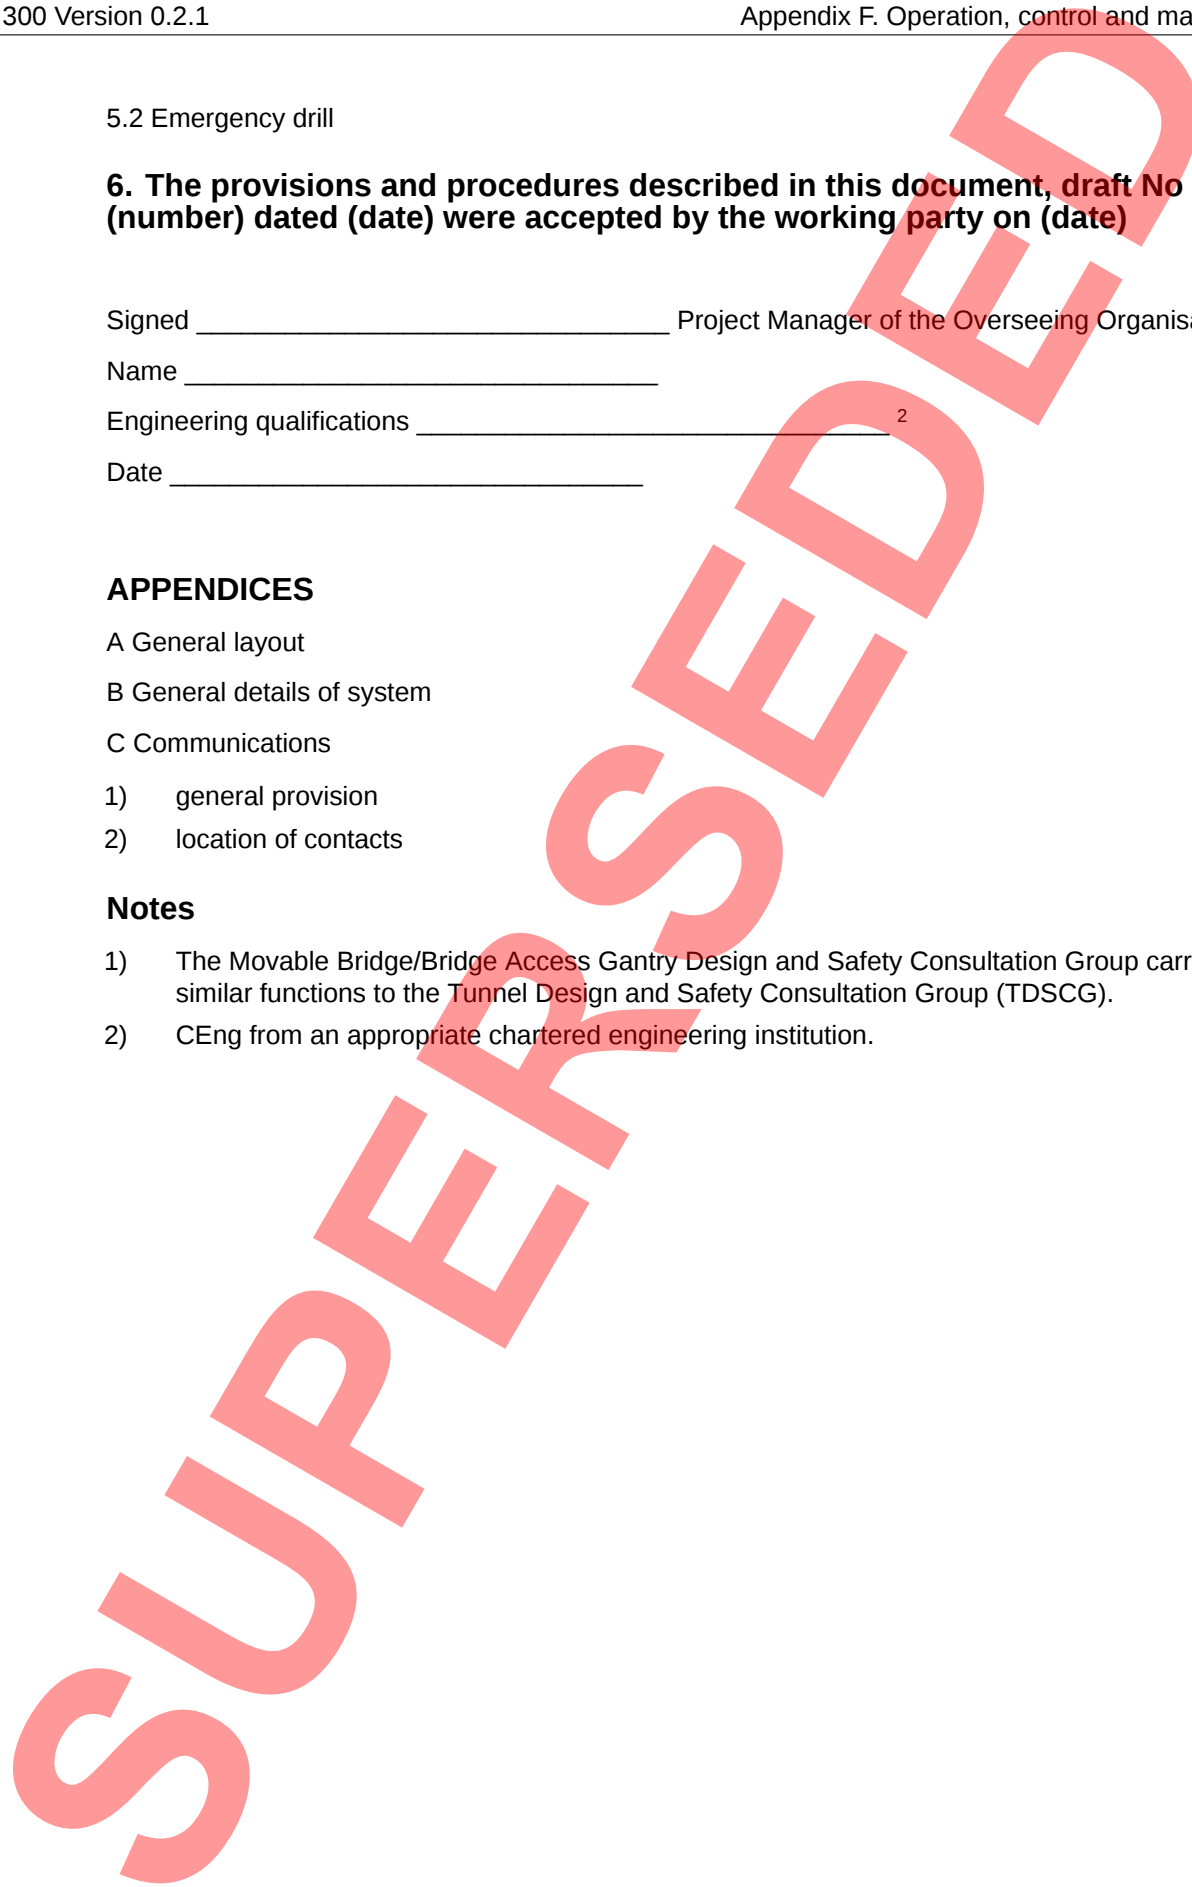 300 Version 0.2.1 Appendix F. Operation, control and ma
5.2 Emergency drill
6. The provisions and procedures described in this document, draft No
(number) dated (date) were accepted by the working party on (date)
Signed ________________________________ Project Manager of the Overseeing Organisa
Name ________________________________
Engineering qualifications ________________________________ 2
Date ________________________________
APPENDICES
A General layout
B General details of system
C Communications
1) general provision
2) location of contacts
Notes
1) The Movable Bridge/Bridge Access Gantry Design and Safety Consultation Group carr
similar functions to the Tunnel Design and Safety Consultation Group (TDSCG).
2) CEng from an appropriate chartered engineering institution.
SUPERSEDED